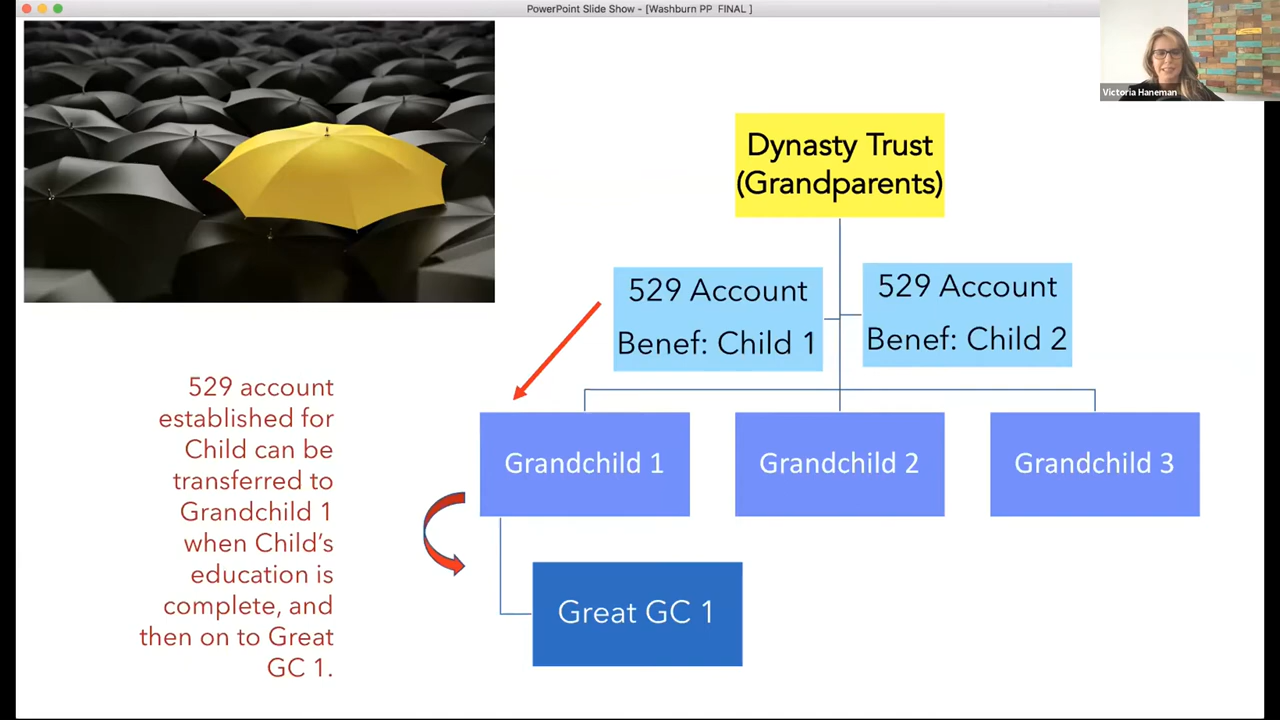 PowerPoint Slide Show - [Washburn PP  FINAL ]
Victoria Haneman
Dynasty Trust
(Grandparents)
529 Account
Benef: Child 1
529 Account
Benef: Child 2
529 account
established for
Child can be
transferred to
Grandchild 1
when Child's
education is
complete, and
then on to Great
GC 1.
Grandchild 1
Grandchild 2
Grandchild 3
Great GC 1